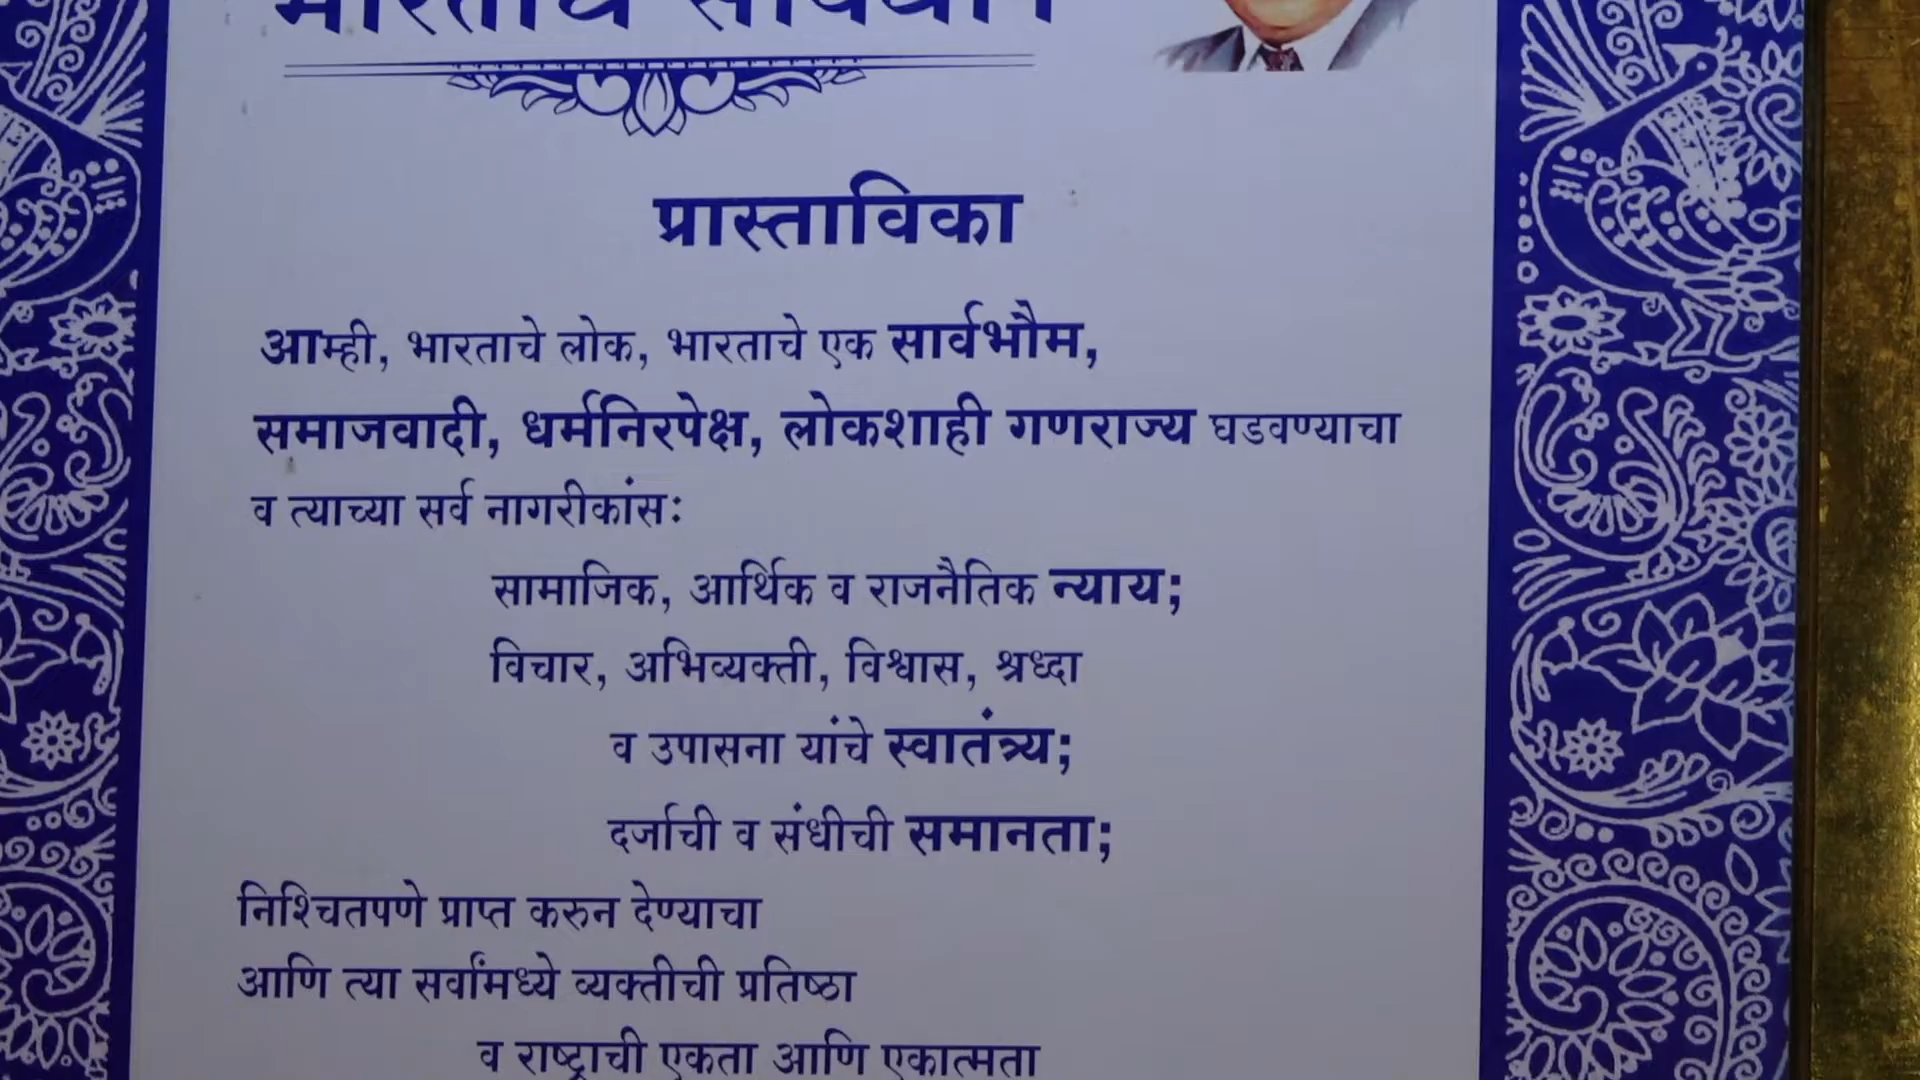 भारताचे संविधान
प्रास्ताविका
आम्ही, भारताचे लोक, भारताचे एक सार्वभौम,
समाजवादी, धर्मनिरपेक्ष, लोकशाही गणराज्य घडवण्याचा
व त्याच्या सर्व नागरीकांसः
सामाजिक, आर्थिक व राजनैतिक न्याय;
विचार, अभिव्यक्ती, विश्वास, श्रध्दा
व उपासना यांचे स्वातंत्र्य;
दर्जाची व संधीची समानता;
निश्चितपणे प्राप्त करुन देण्याचा
आणि त्या सर्वांमध्ये व्यक्तीची प्रतिष्ठा
व राष्ट्राची एकता आणि एकात्मता